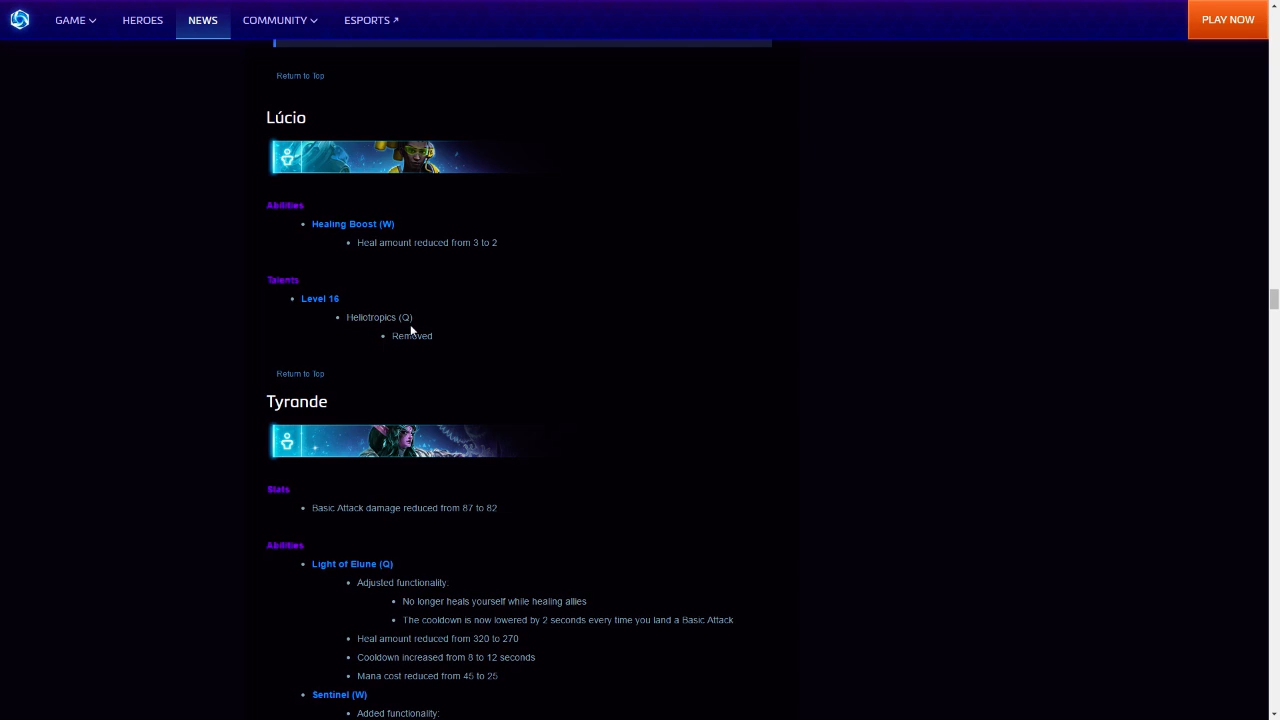 GAME HEROES NEWS COMMUNITY ESPORTS PLAY NOW
Return to Top
Lúcio
Abilities
Healing Boost (W)
Heal amount reduced from 3 to 2
Talents
Level 16
Heliotropics (Q)
Removed
Return to Top
Tyrande
Stats
Basic Attack damage reduced from 87 to 82
Abilities
Light of Elune (Q)
Adjusted functionality:
No longer heals yourself while healing allies
The cooldown is now lowered by 2 seconds every time you land a Basic Attack
Heal amount reduced from 320 to 270
Cooldown increased from 8 to 12 seconds
Mana cost reduced from 45 to 25
Sentinel (W)
Added functionality: